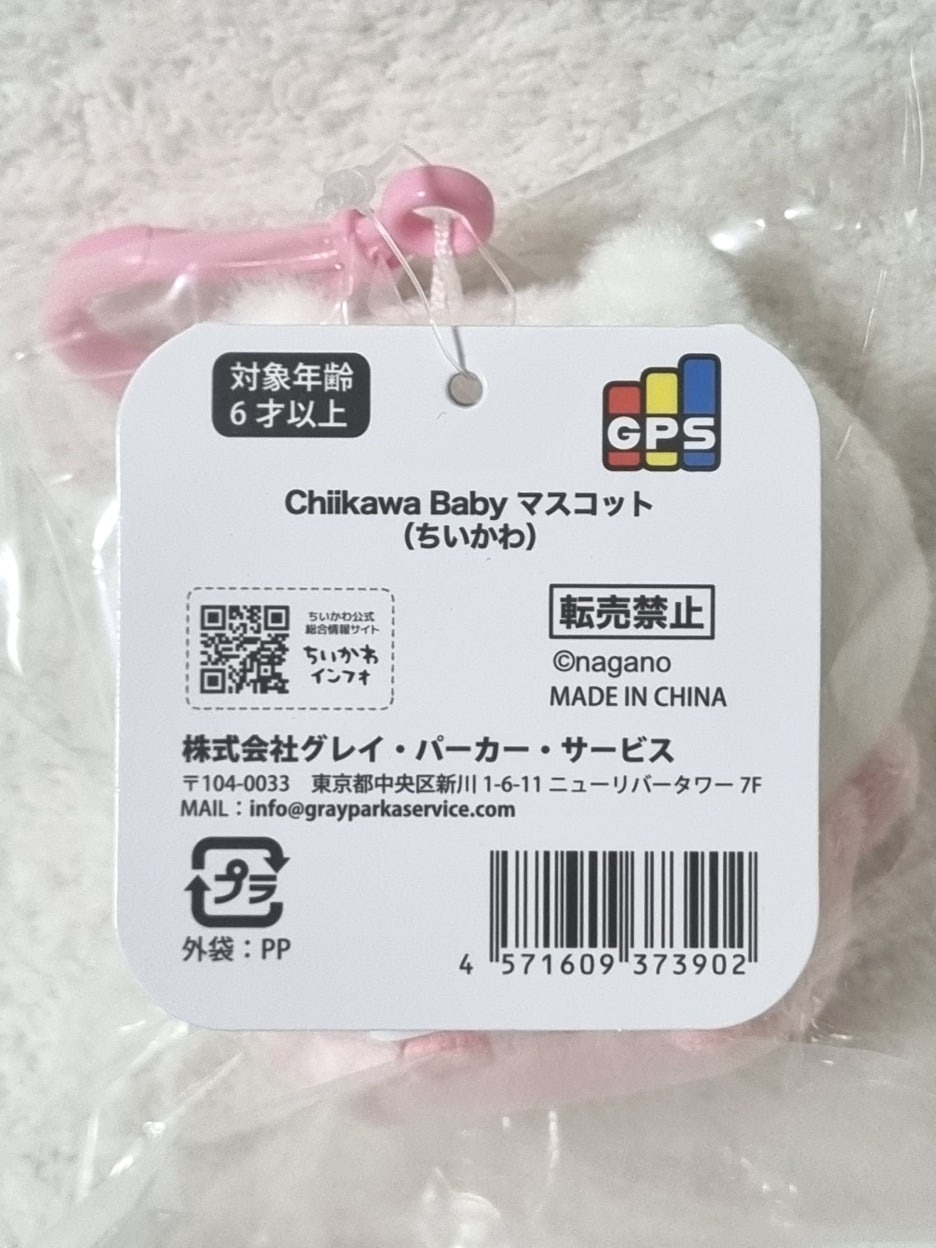 対象年齢
6才以上
GPS
Chiikawa Baby マスコット
（ちいかわ）
ちいかわ公式
総合情報サイト
ちいかわ
インフォ
転売禁止
©nagano
MADE IN CHINA
株式会社グレイ・パーカー・サービス
〒104-0033　東京都中央区新川 1-6-11 ニューリバータワー 7F
MAIL：info@grayparkaservice.com
プラ
外袋：PP
4 571609 373902